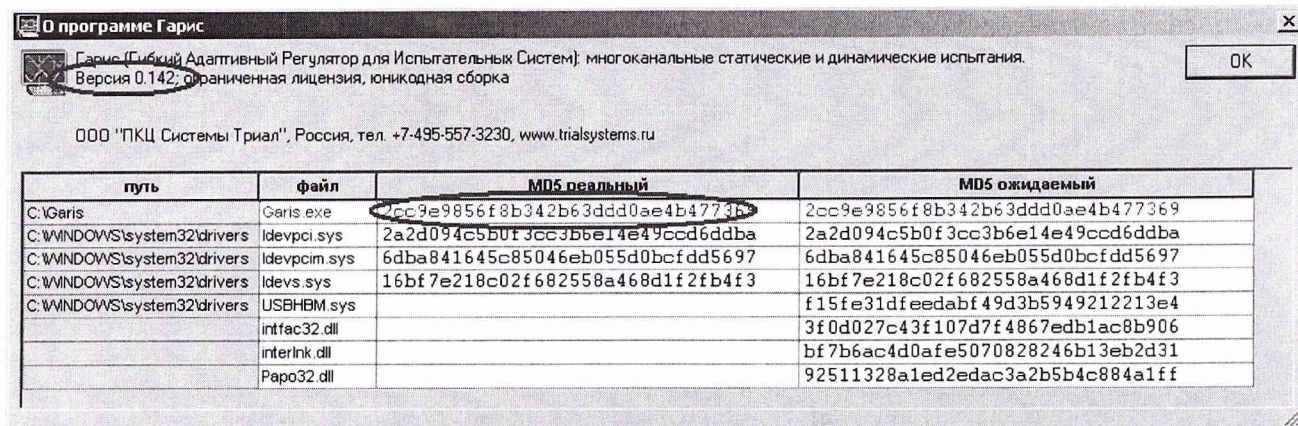 О программе Гарис
Гарис (Гибкий Адаптивный Регулятор для Испытательных Систем): многоканальные статические и динамические испытания.
OK
Версия 0.142; ограниченная лицензия, юникодная сборка
ООО "ПКЦ Системы Триал", Россия, тел. +7-495-557-3230, www.trialsystems.ru
путь файл MD5 реальный MD5 ожидаемый
C:\Garis Garis.exe 2cc9e9856f8b342b63ddd0ae4b477369 2cc9e9856f8b342b63ddd0ae4b477369
C:\WINDOWS\system32\drivers ldevpci.sys 2a2d094c5b0f3cc3b6e14e49ccd6ddba 2a2d094c5b0f3cc3b6e14e49ccd6ddba
C:\WINDOWS\system32\drivers ldevpcim.sys 6dba841645c85046eb055d0bcfdd5697 6dba841645c85046eb055d0bcfdd5697
C:\WINDOWS\system32\drivers ldevs.sys 16bf7e218c02f682558a468d1f2fb4f3 16bf7e218c02f682558a468d1f2fb4f3
C:\WINDOWS\system32\drivers USBHBM.sys f15fe31dfeedabf49d3b5949212213e4
intfac32.dll 3f0d027c43f107d7f4867edb1ac8b906
interlnk.dll bf7b6ac4d0afe5070828246b13eb2d31
Papo32.dll 92511328a1ed2edac3a2b5b4c884a1ff